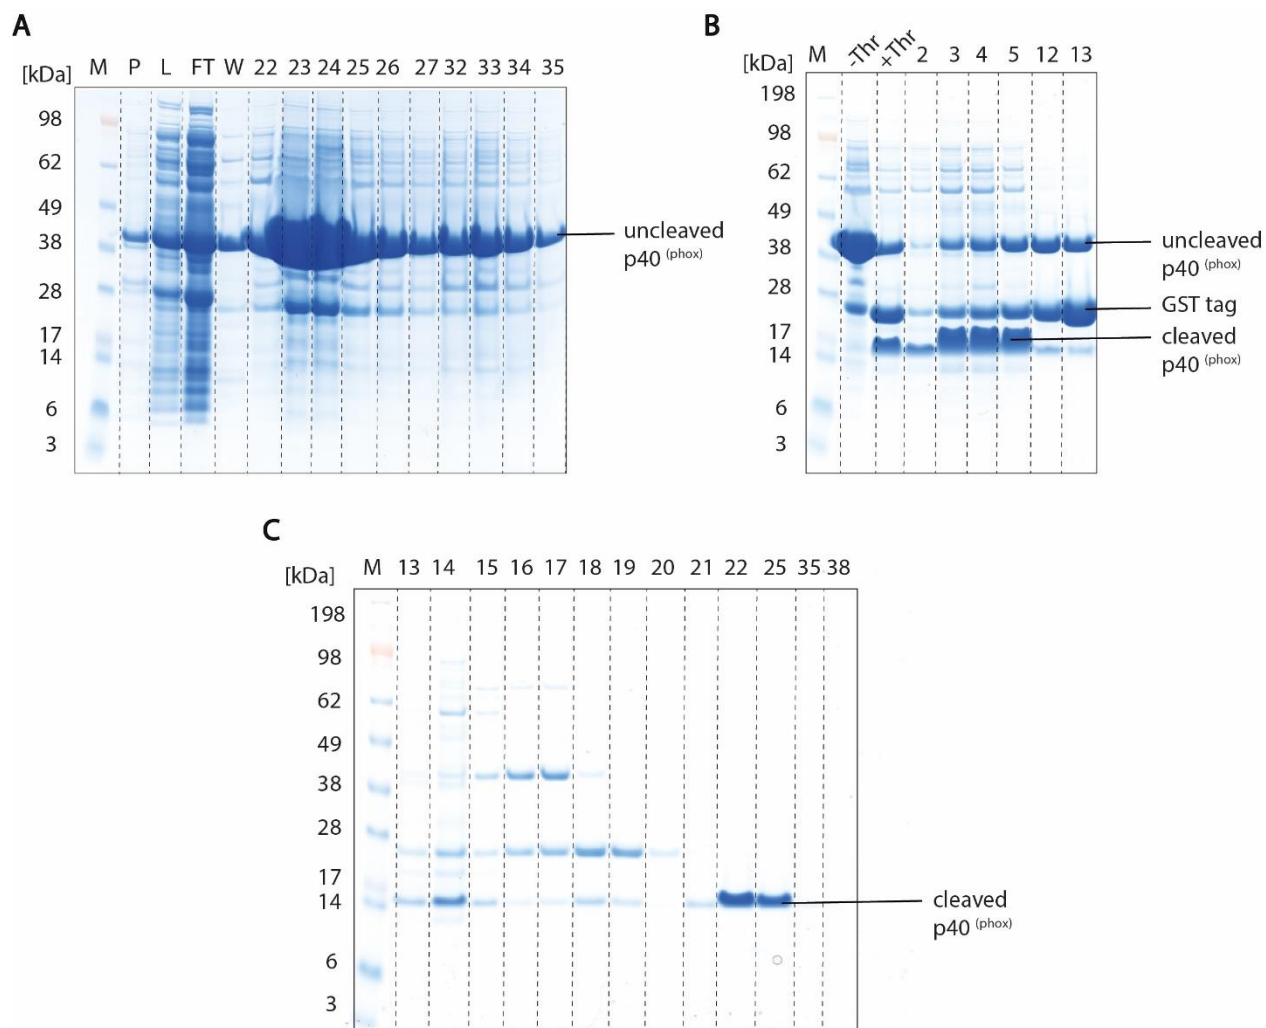 A
[kDa] M P L FT W 22 23 24 25 26 27 32 33 34 35
98
62
49
38
28
17
14
6
3
uncleaved
p40 (phox)
B
[kDa] M -Thr +Thr 2 3 4 5 12 13
198
98
62
49
38
28
17
14
6
3
uncleaved
p40 (phox)
GST tag
cleaved
p40 (phox)
C
[kDa] M 13 14 15 16 17 18 19 20 21 22 25 35 38
198
98
62
49
38
28
17
14
6
3
cleaved
p40 (phox)